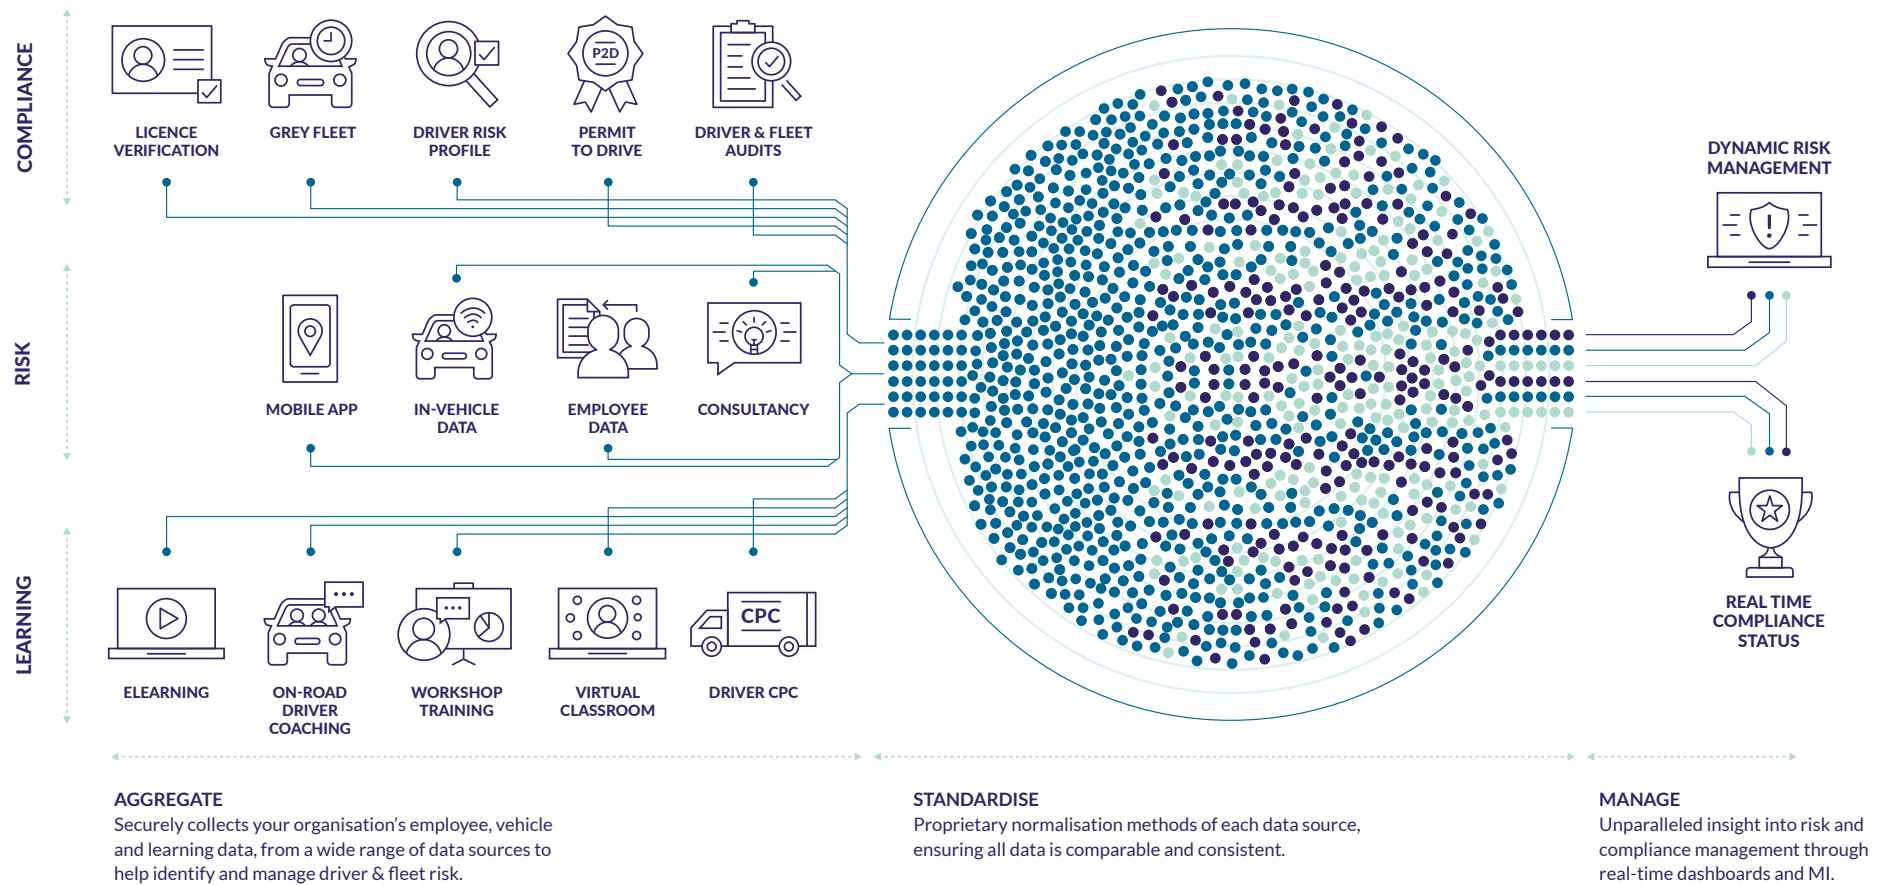 COMPLIANCE
LICENCE
VERIFICATION
GREY FLEET
DRIVER RISK
PROFILE
P2D
PERMIT
TO DRIVE
DRIVER & FLEET
AUDITS
RISK
MOBILE APP
IN-VEHICLE
DATA
EMPLOYEE
DATA
CONSULTANCY
LEARNING
ELEARNING
ON-ROAD
DRIVER
COACHING
WORKSHOP
TRAINING
VIRTUAL
CLASSROOM
CPC
DRIVER CPC
DYNAMIC RISK
MANAGEMENT
!
REAL TIME
COMPLIANCE
STATUS
AGGREGATE
Securely collects your organisation’s employee, vehicle
and learning data, from a wide range of data sources to
help identify and manage driver & fleet risk.
STANDARDISE
Proprietary normalisation methods of each data source,
ensuring all data is comparable and consistent.
MANAGE
Unparalleled insight into risk and
compliance management through
real-time dashboards and MI.